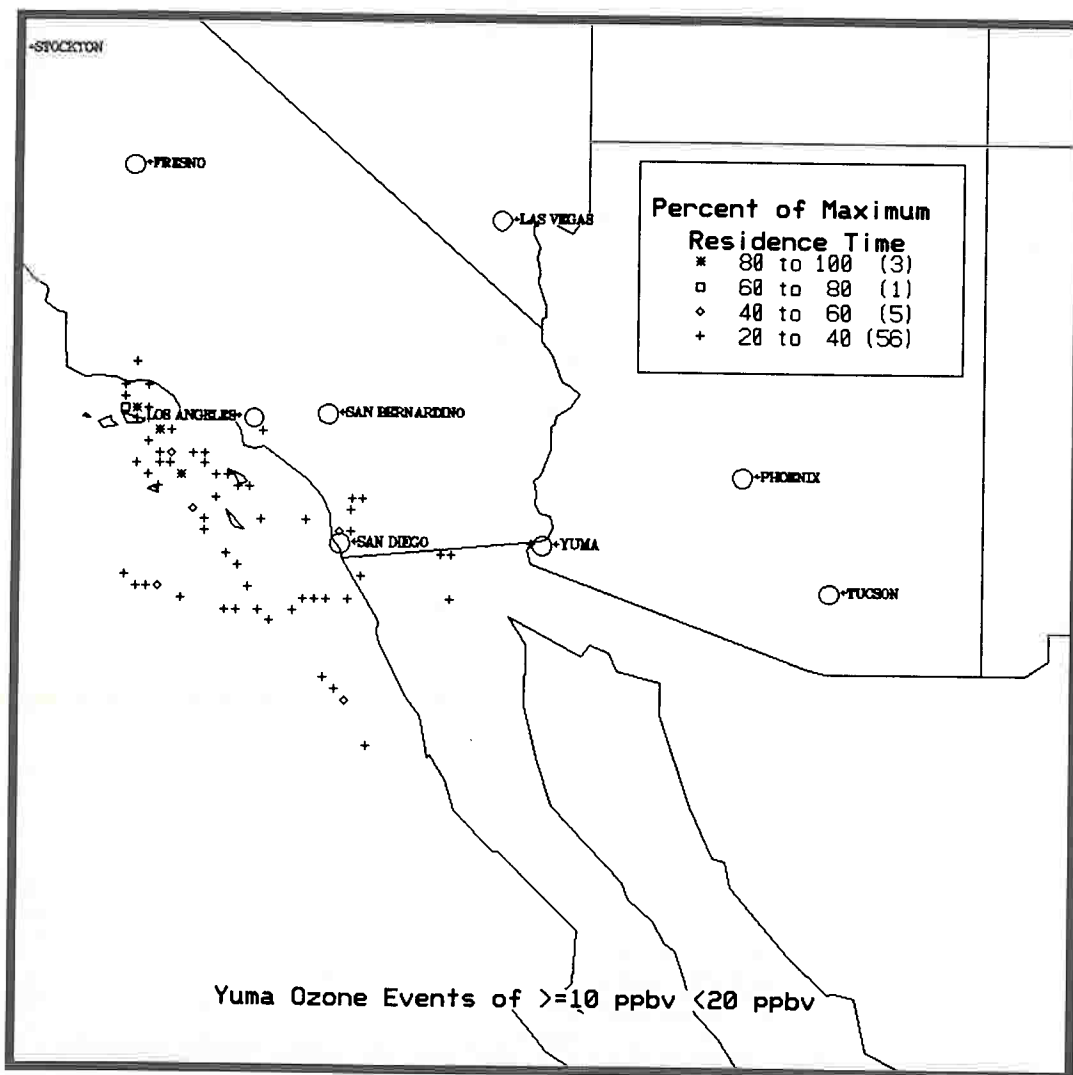 STOCKTON
FRESNO
LAS VEGAS
Percent of Maximum
Residence Time
* 80 to 100 (3)
□ 60 to 80 (1)
◇ 40 to 60 (5)
+ 20 to 40 (56)
LOS ANGELES
SAN BERNARDINO
PHOENIX
SAN DIEGO
YUMA
TUCSON
Yuma Ozone Events of >=10 ppbv <20 ppbv